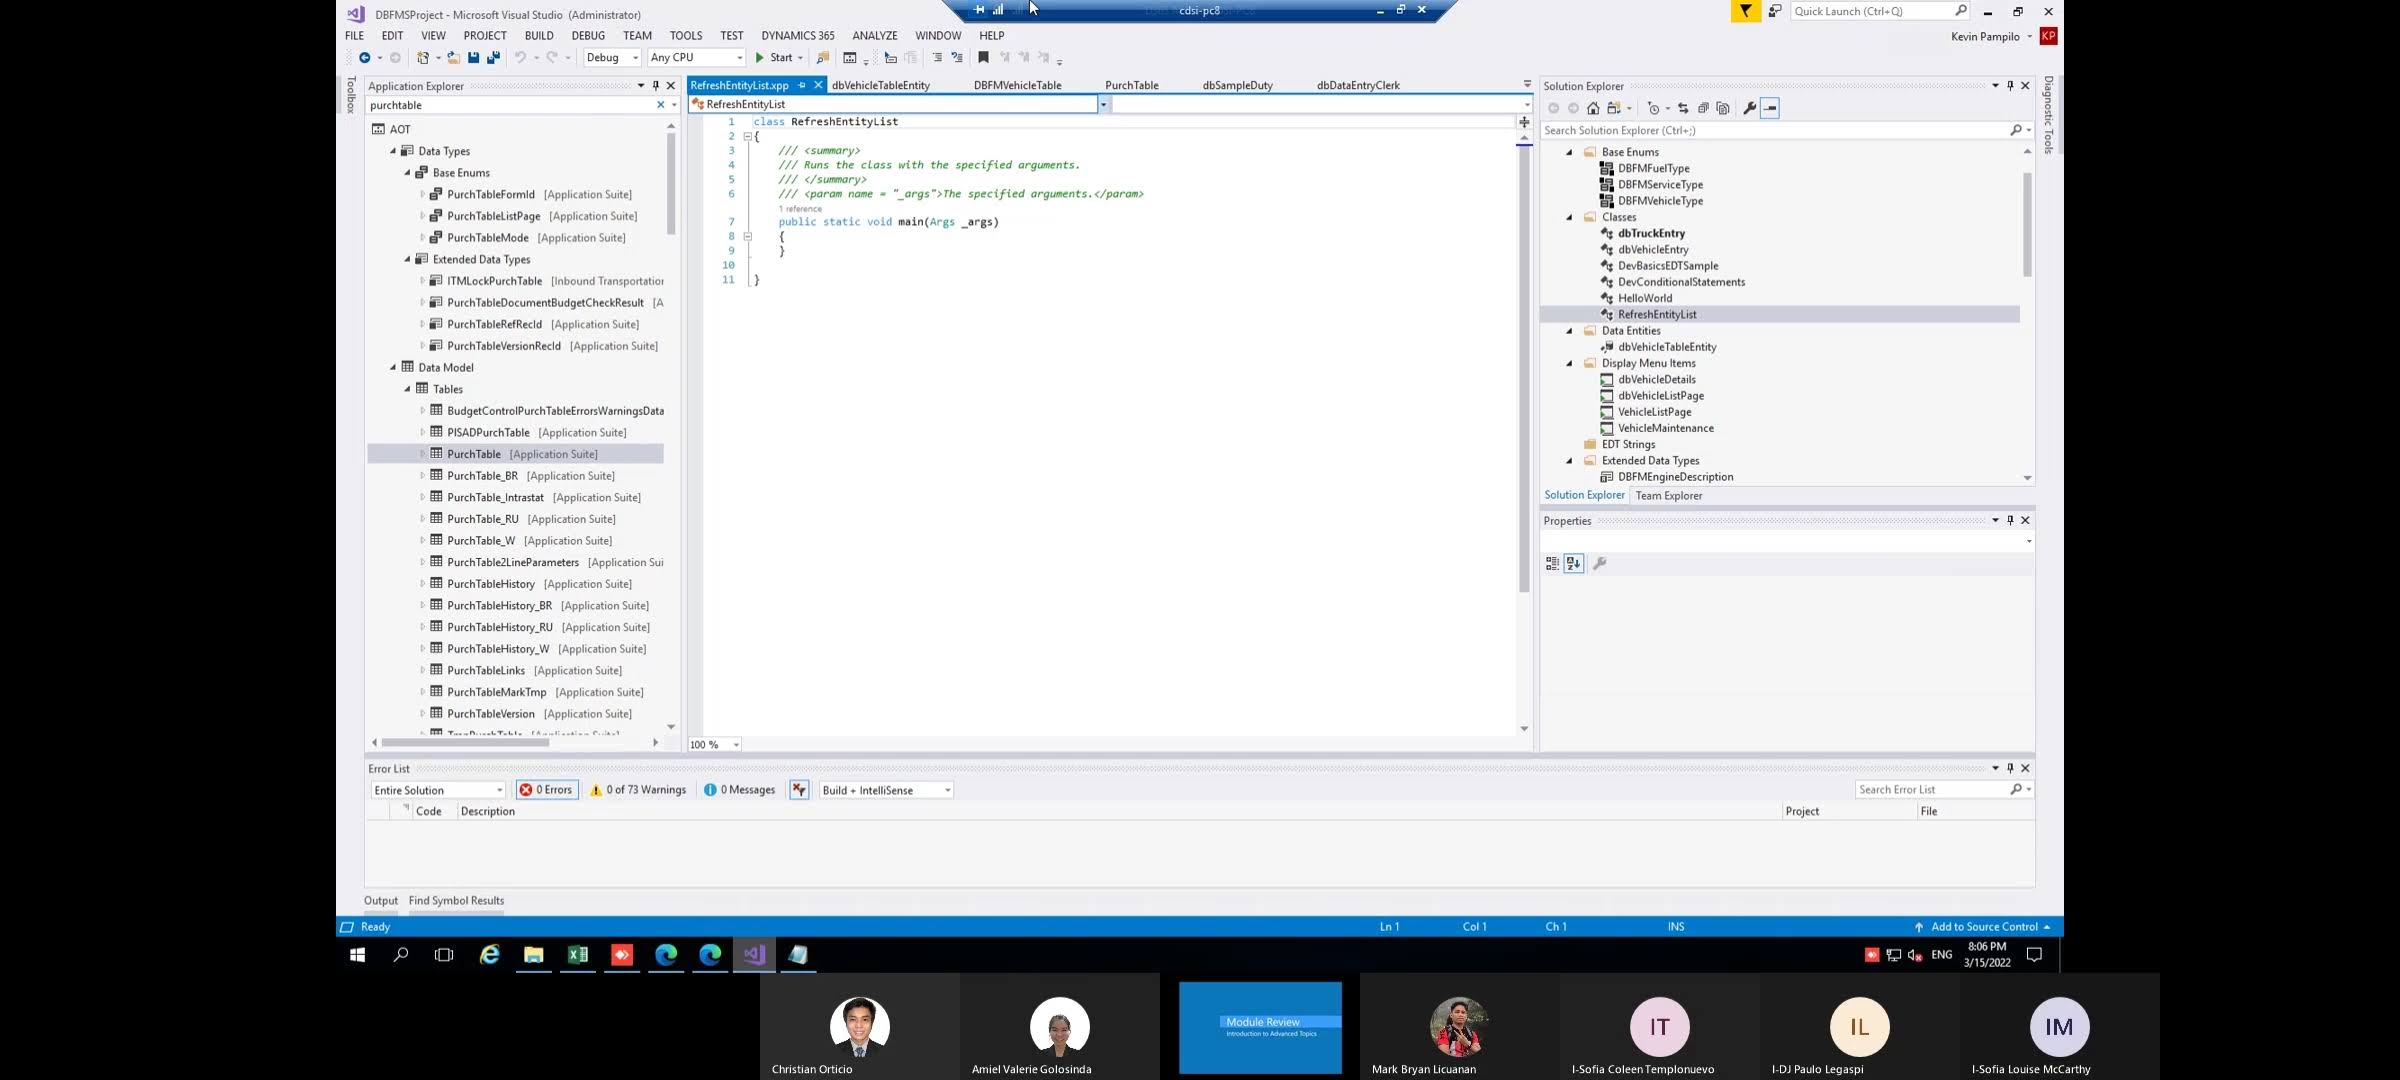 DBFMSProject - Microsoft Visual Studio (Administrator)
cdsi-pc8
Quick Launch (Ctrl+Q)
FILE EDIT VIEW PROJECT BUILD DEBUG TEAM TOOLS TEST DYNAMICS 365 ANALYZE WINDOW HELP
Kevin Pampilo KP
Debug Any CPU Start
Toolbox
Application Explorer
purchtable
AOT
Data Types
Base Enums
PurchTableFormId [Application Suite]
PurchTableListPage [Application Suite]
PurchTableMode [Application Suite]
Extended Data Types
ITMLockPurchTable [Inbound Transportation
PurchTableDocumentBudgetCheckResult [A
PurchTableRefRecId [Application Suite]
PurchTableVersionRecId [Application Suite]
Data Model
Tables
BudgetControlPurchTableErrorsWarningsData
PISADPurchTable [Application Suite]
PurchTable [Application Suite]
PurchTable_BR [Application Suite]
PurchTable_Intrastat [Application Suite]
PurchTable_RU [Application Suite]
PurchTable_W [Application Suite]
PurchTable2LineParameters [Application Sui
PurchTableHistory [Application Suite]
PurchTableHistory_BR [Application Suite]
PurchTableHistory_RU [Application Suite]
PurchTableHistory_W [Application Suite]
PurchTableLinks [Application Suite]
PurchTableMarkTmp [Application Suite]
PurchTableVersion [Application Suite]
RefreshEntityList.xpp dbVehicleTableEntity DBFMVehicleTable PurchTable dbSampleDuty dbDataEntryClerk
RefreshEntityList
1 class RefreshEntityList
2 {
3 /// <summary>
4 /// Runs the class with the specified arguments.
5 /// </summary>
6 /// <param name = "_args">The specified arguments.</param>
1 reference
7 public static void main(Args _args)
8 {
9 }
10
11 }
100 %
Solution Explorer
Search Solution Explorer (Ctrl+;)
Base Enums
DBFMFuelType
DBFMServiceType
DBFMVehicleType
Classes
dbTruckEntry
dbVehicleEntry
DevBasicsEDTSample
DevConditionalStatements
HelloWorld
RefreshEntityList
Data Entities
dbVehicleTableEntity
Display Menu Items
dbVehicleDetails
dbVehicleListPage
VehicleListPage
VehicleMaintenance
EDT Strings
Extended Data Types
DBFMEngineDescription
Solution Explorer Team Explorer
Properties
Diagnostic Tools
Error List
Entire Solution 0 Errors 0 of 73 Warnings 0 Messages Build + IntelliSense
Search Error List
Code Description Project File
Output Find Symbol Results
Ready Ln 1 Col 1 Ch 1 INS Add to Source Control
ENG
8:06 PM
3/15/2022
Christian Orticio
Amiel Valerie Golosinda
Module Review
Introduction to Advanced Topics
Mark Bryan Licuanan
IT
I-Sofia Coleen Templonuevo
IL
I-DJ Paulo Legaspi
IM
I-Sofia Louise McCarthy